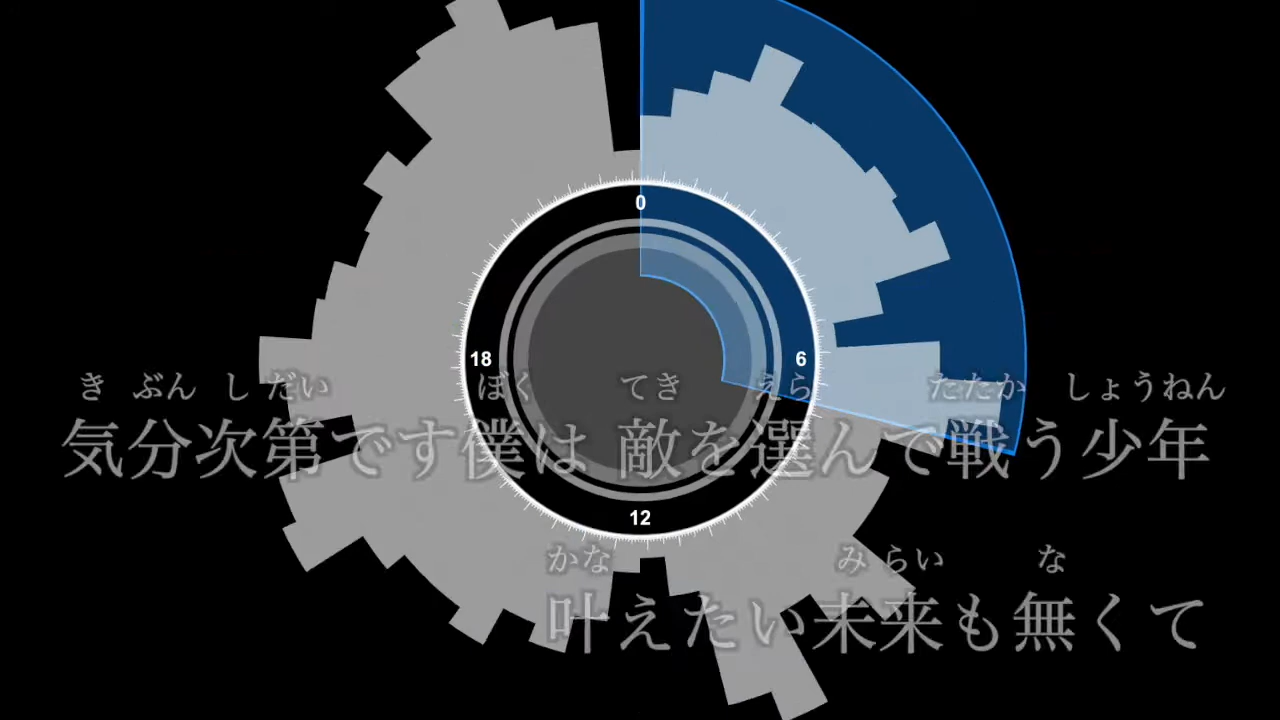 0
18
6
きぶんしだい ぼく てき えら たたか しょうねん
気分次第です僕は 敵を選んで戦う少年
12
かな みらい な
叶えたい未来も無くて